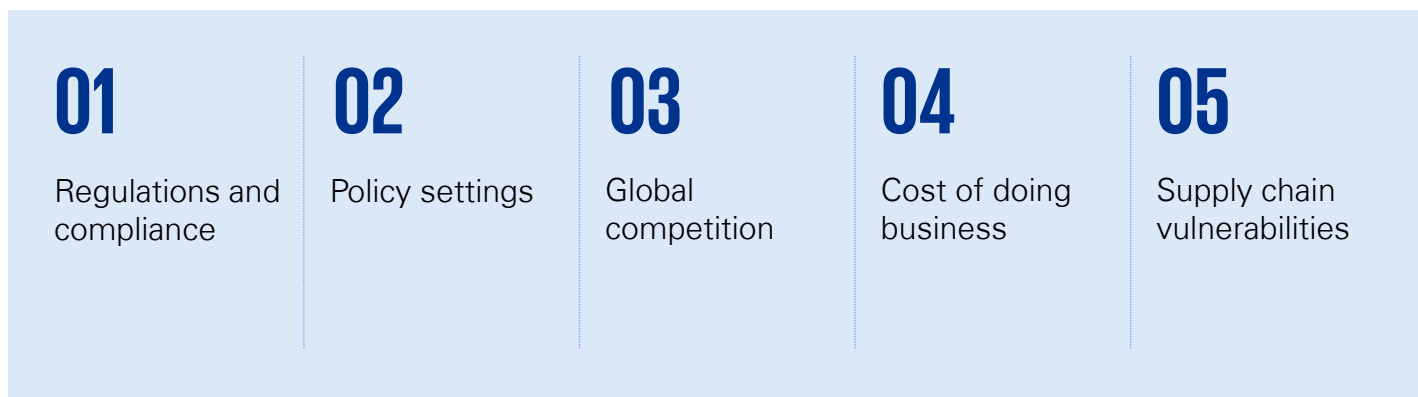 01
Regulations and
compliance
02
Policy settings
03
Global
competition
04
Cost of doing
business
05
Supply chain
vulnerabilities